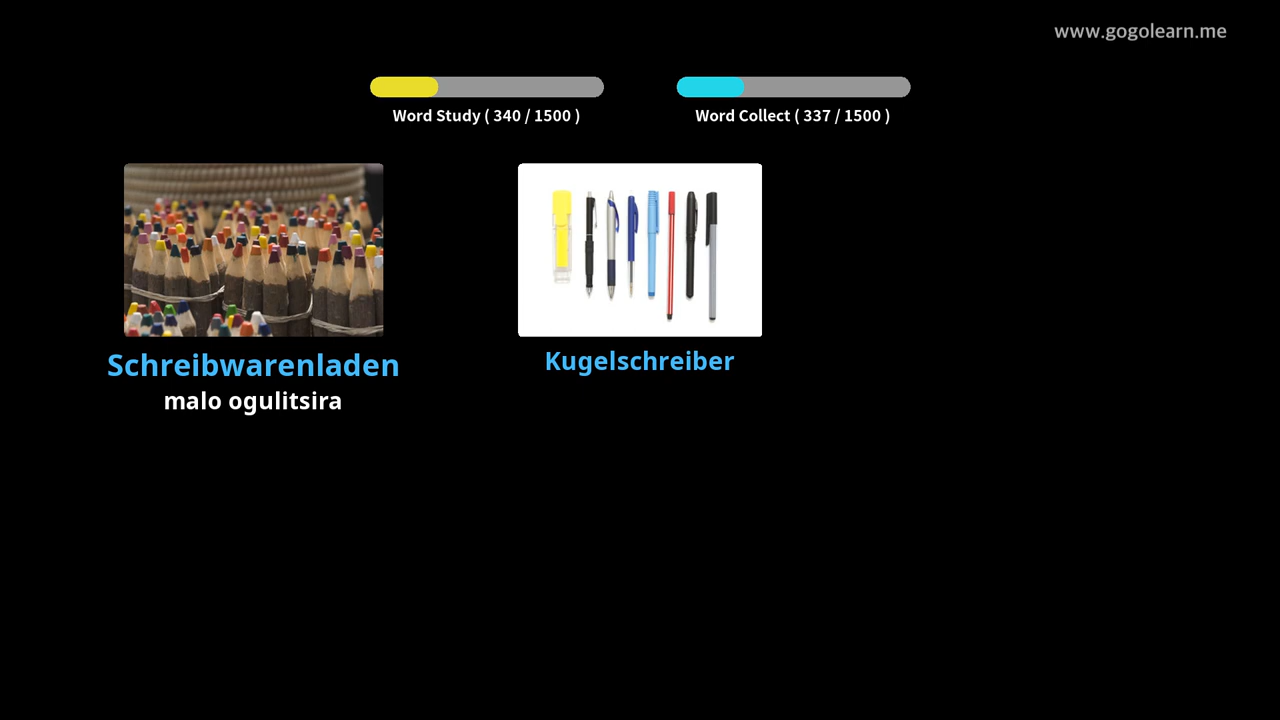 www.gogolearn.me
Word Study ( 340 / 1500 )
Word Collect ( 337 / 1500 )
Schreibwarenladen
malo ogulitsira
Kugelschreiber